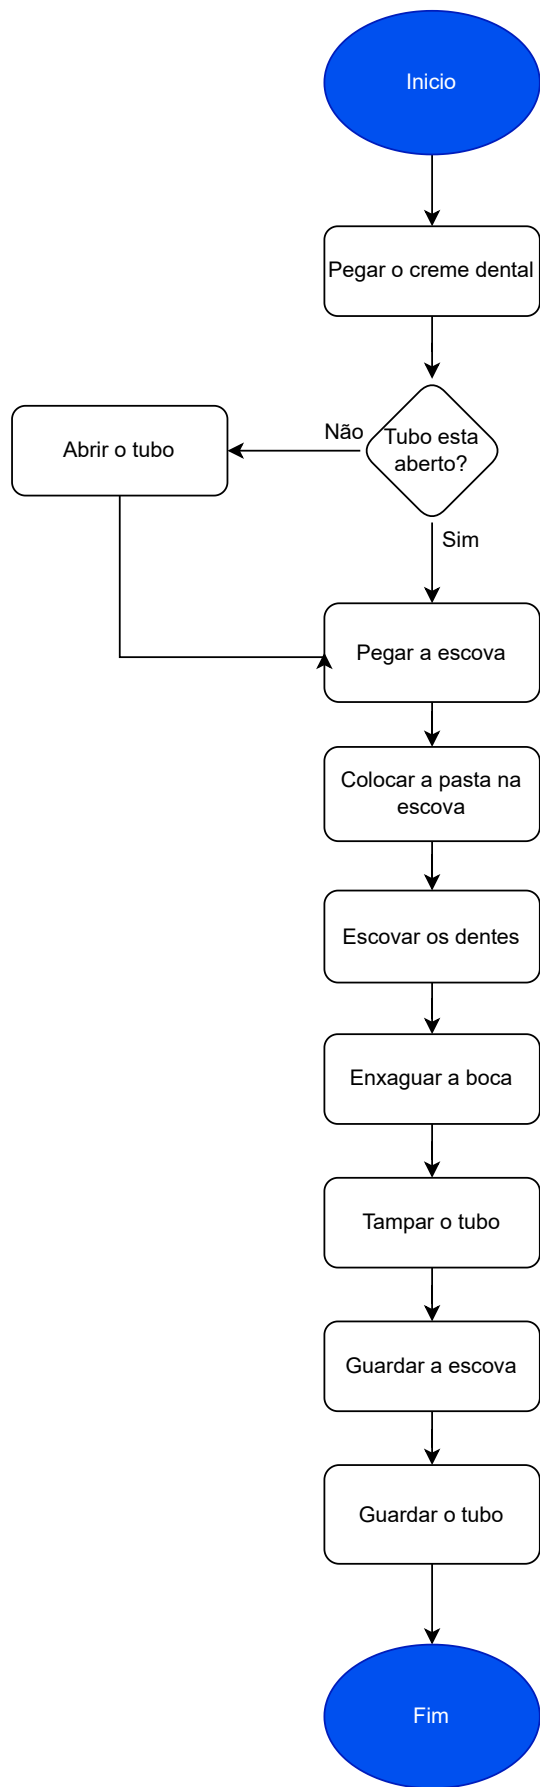 Inicio
Pegar o creme dental
Tubo esta
aberto?
Não
Abrir o tubo
Sim
Pegar a escova
Colocar a pasta na
escova
Escovar os dentes
Enxaguar a boca
Tampar o tubo
Guardar a escova
Guardar o tubo
Fim